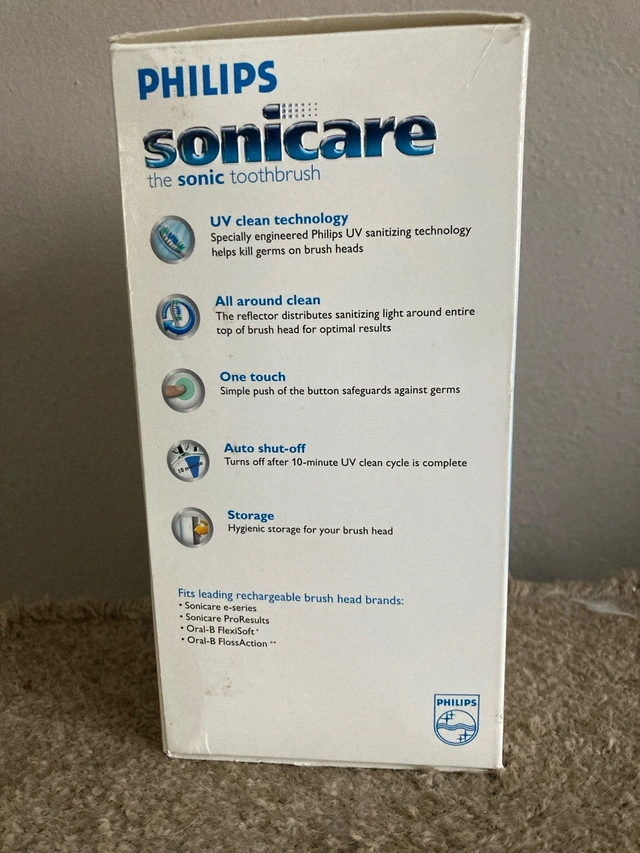 PHILIPS
sonicare
the sonic toothbrush
UV clean technology
Specially engineered Philips UV sanitizing technology
helps kill germs on brush heads
All around clean
The reflector distributes sanitizing light around entire
top of brush head for optimal results
One touch
Simple push of the button safeguards against germs
Auto shut-off
10 minutes
Turns off after 10-minute UV clean cycle is complete
Storage
Hygienic storage for your brush head
Fits leading rechargeable brush head brands:
• Sonicare e-series
• Sonicare ProResults
• Oral-B FlexiSoft*
• Oral-B FlossAction **
PHILIPS